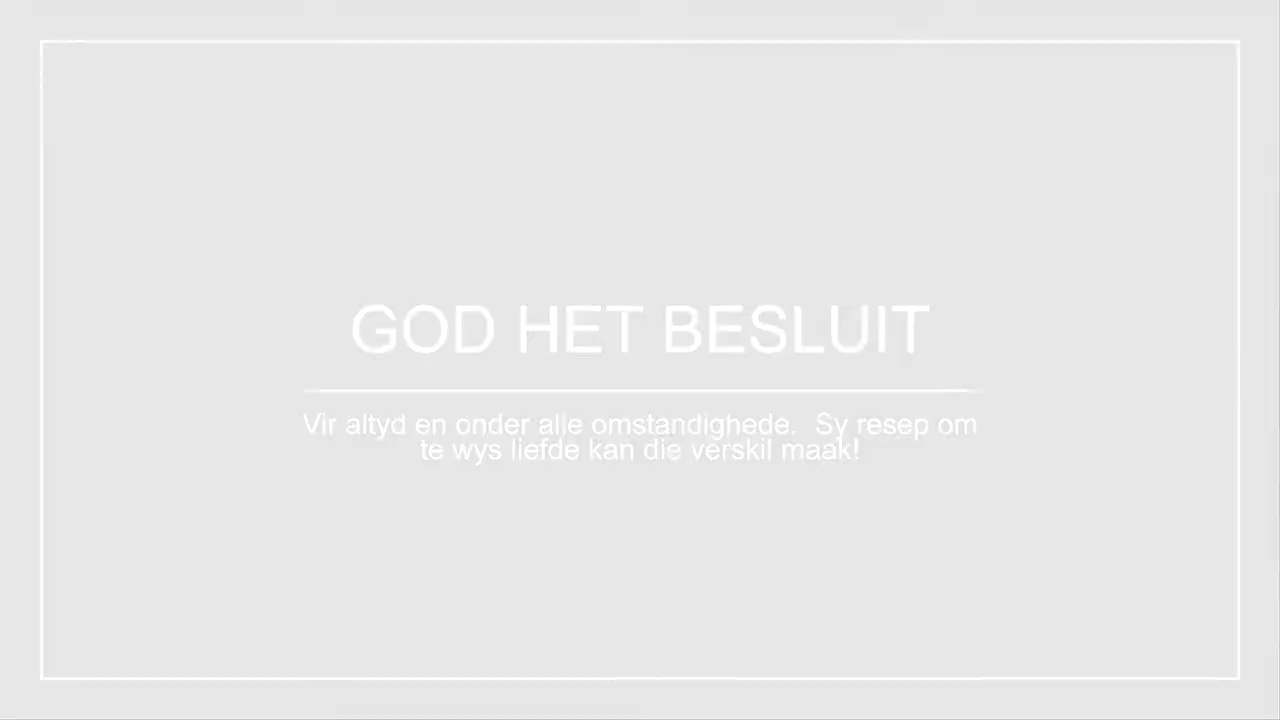 GOD HET BESLUIT
Vir altyd en onder alle omstandighede.  Sy resep om
te wys liefde kan die verskil maak!